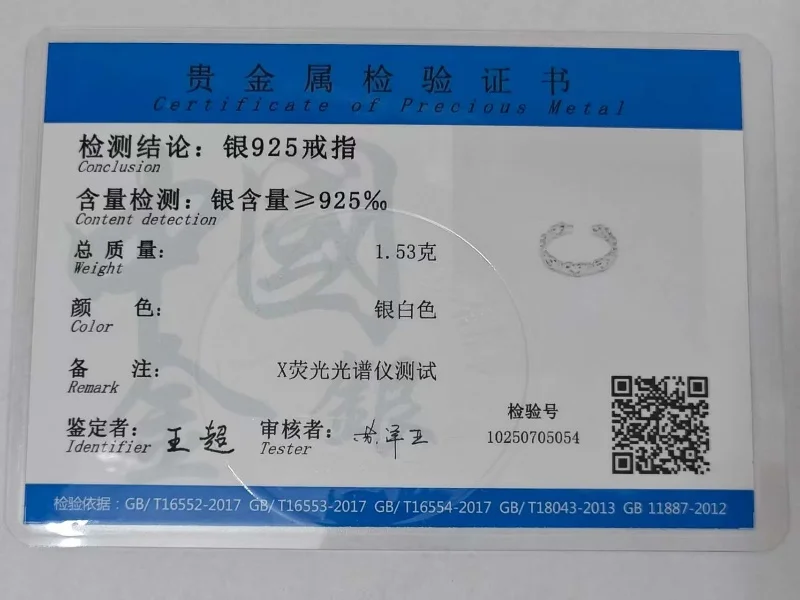 贵金属检验证书
Certificate of Precious Metal
检测结论：银925戒指
Conclusion
含量检测：银含量≥925‰
Content detection
总质量： 1.53克
Weight
颜色： 银白色
Color
备注： X荧光光谱仪测试
Remark
鉴定者： 王超 审核者：
Identifier Tester
检验号
10250705054
检验依据：GB/T16552-2017 GB/T16553-2017 GB/T16554-2017 GB/T18043-2013 GB 11887-2012
中國金銀